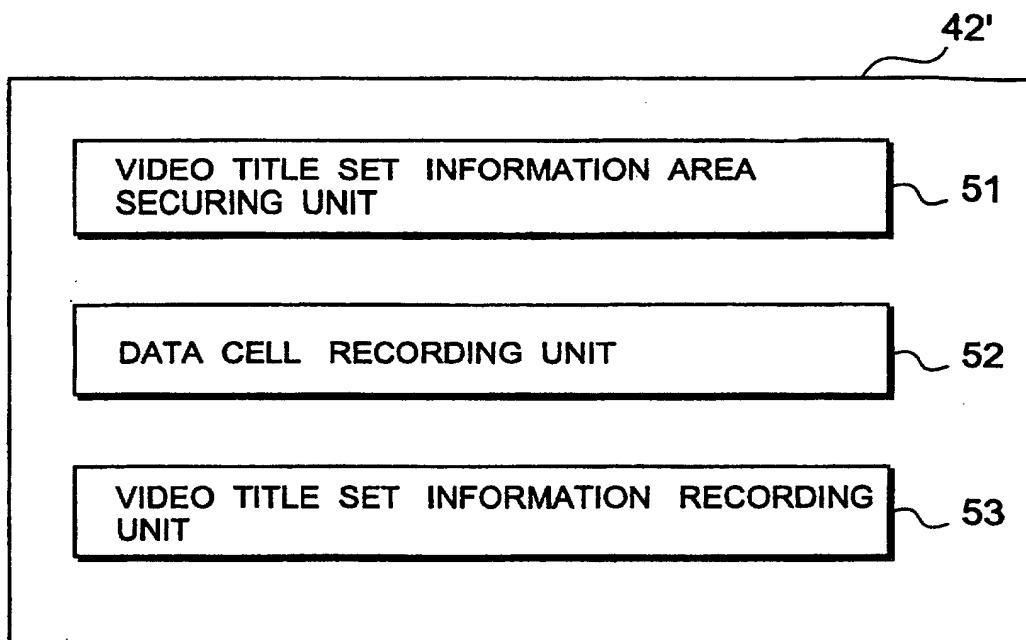 42'
VIDEO TITLE SET INFORMATION AREA
SECURING UNIT
51
DATA CELL RECORDING UNIT
52
VIDEO TITLE SET INFORMATION RECORDING
UNIT
53